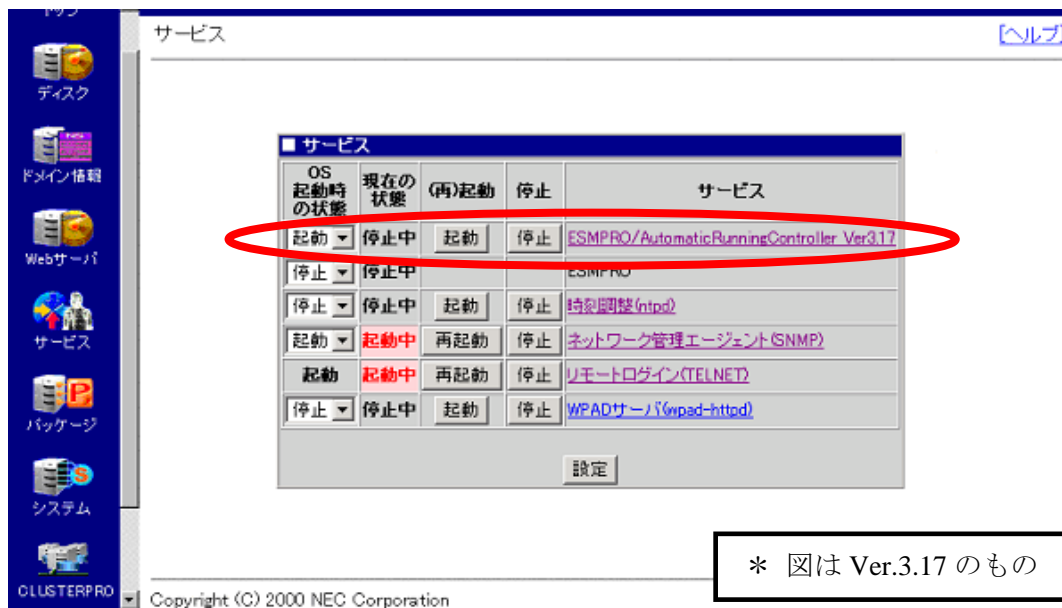 トップ
ディスク
ドメイン情報
Webサーバ
サービス
パッケージ
システム
CLUSTERPRO
サービス
[ヘルプ]
■ サービス
OS起動時の状態 現在の状態 (再)起動 停止 サービス
起動 停止中 起動 停止 ESMPRO/AutomaticRunningController Ver3.17
停止 停止中 ESMPRO
停止 停止中 起動 停止 時刻調整(ntpd)
起動 起動中 再起動 停止 ネットワーク管理エージェント(SNMP)
起動 起動中 再起動 停止 リモートログイン(TELNET)
停止 停止中 起動 停止 WPADサーバ(wpad-httpd)
設定
＊ 図は Ver.3.17 のもの
Copyright (C) 2000 NEC Corporation